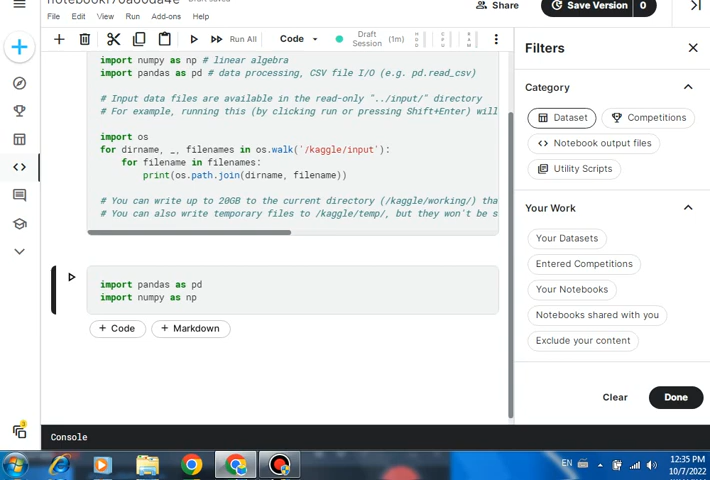 Share
Save Version
0
File Edit View Run Add-ons Help
Run All
Code
Draft Session (1m)
Filters
import numpy as np # linear algebra
import pandas as pd # data processing, CSV file I/O (e.g. pd.read_csv)
# Input data files are available in the read-only "../input/" directory
# For example, running this (by clicking run or pressing Shift+Enter) will
import os
for dirname, _, filenames in os.walk('/kaggle/input'):
for filename in filenames:
print(os.path.join(dirname, filename))
# You can write up to 20GB to the current directory (/kaggle/working/) tha
# You can also write temporary files to /kaggle/temp/, but they won't be s
import pandas as pd
import numpy as np
+ Code
+ Markdown
Category
Dataset
Competitions
Notebook output files
Utility Scripts
Your Work
Your Datasets
Entered Competitions
Your Notebooks
Notebooks shared with you
Exclude your content
Clear
Done
Console
EN
12:35 PM
10/7/2022